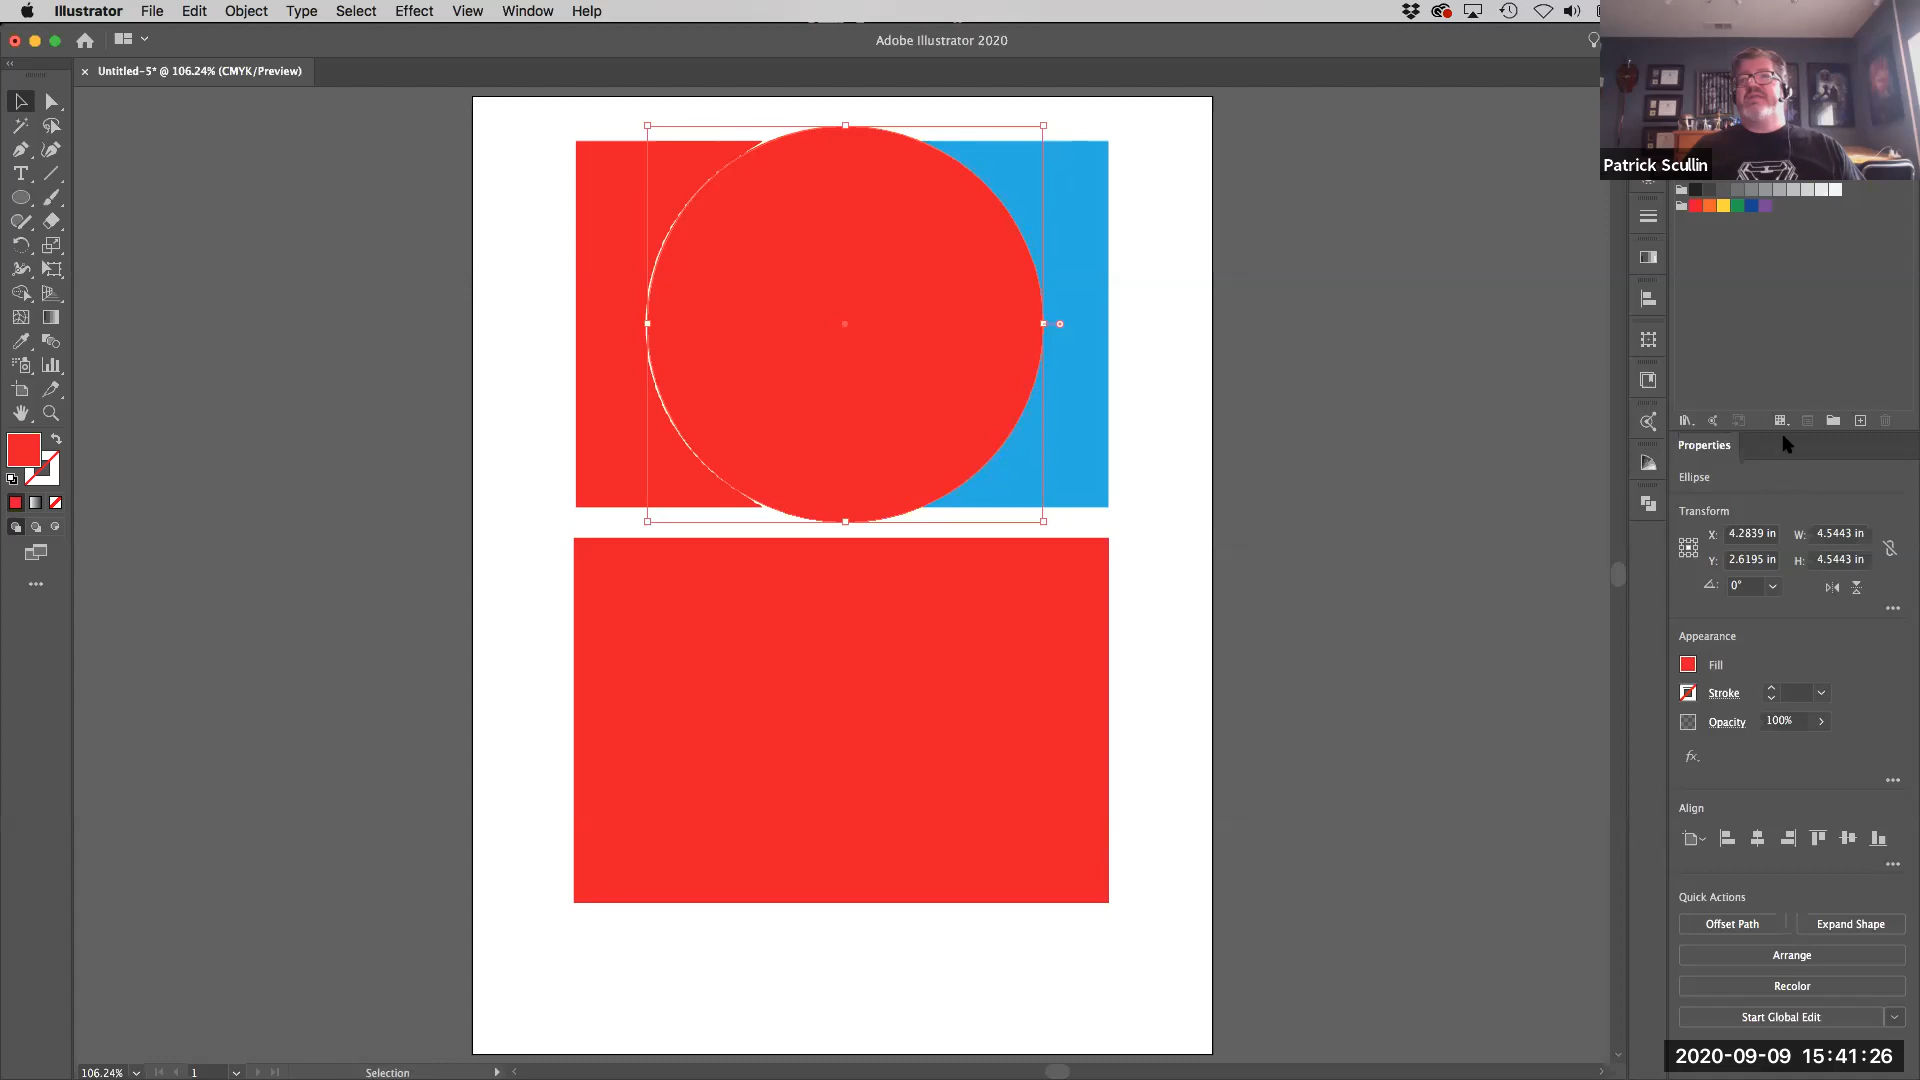 Illustrator File Edit Object Type Select Effect View Window Help
Adobe Illustrator 2020
Untitled-5* @ 106.24% (CMYK/Preview)
Patrick Scullin
Properties
Ellipse
Transform
X: 4.2839 in W: 4.5443 in
Y: 2.6195 in H: 4.5443 in
0°
Appearance
Fill
Stroke
Opacity 100%
fx.
Align
Quick Actions
Offset Path Expand Shape
Arrange
Recolor
Start Global Edit
106.24% 1 Selection
2020-09-09 15:41:26